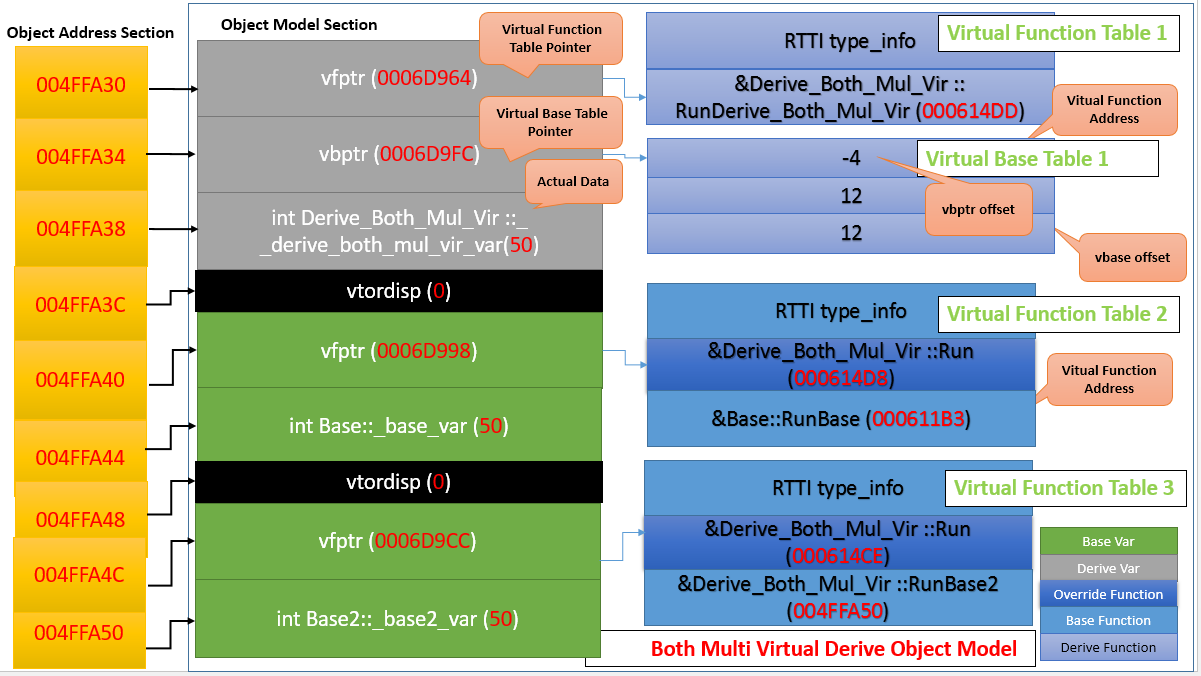 Object Address Section
004FFA30
004FFA34
004FFA38
004FFA3C
004FFA40
004FFA44
004FFA48
004FFA4C
004FFA50
Object Model Section
vfptr (0006D964)
Virtual Function
Table Pointer
vbptr (0006D9FC)
Virtual Base Table
Pointer
Actual Data
int Derive_Both_Mul_Vir ::_
_derive_both_mul_vir_var(50)
vtordisp (0)
vfptr (0006D998)
int Base::_base_var (50)
vtordisp (0)
vfptr (0006D9CC)
int Base2::_base2_var (50)
RTTI type_info
Virtual Function Table 1
&Derive_Both_Mul_Vir ::
RunDerive_Both_Mul_Vir (000614DD)
Vitual Function
Address
-4
Virtual Base Table 1
12
12
vbptr offset
vbase offset
RTTI type_info
Virtual Function Table 2
&Derive_Both_Mul_Vir ::Run
(000614D8)
&Base::RunBase (000611B3)
Vitual Function
Address
RTTI type_info
Virtual Function Table 3
&Derive_Both_Mul_Vir ::Run
(000614CE)
&Derive_Both_Mul_Vir ::RunBase2
(004FFA50)
Base Var
Derive Var
Override Function
Base Function
Derive Function
Both Multi Virtual Derive Object Model